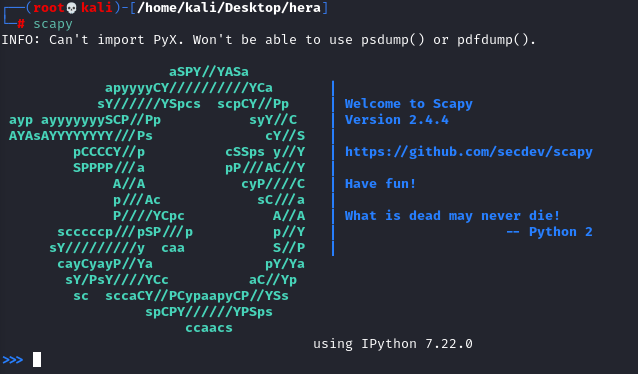 ┌──(root💀kali)-[/home/kali/Desktop/hera]
└─# scapy
INFO: Can't import PyX. Won't be able to use psdump() or pdfdump().
                     aSPY//YASa
             apyyyyCY//////////YCa       |
            sY//////YSpcs  scpCY//Pp     | Welcome to Scapy
 ayp ayyyyyyySCP//Pp           syY//C    | Version 2.4.4
 AYAsAYYYYYYYY///Ps              cY//S   |
         pCCCCY//p          cSSps y//Y   | https://github.com/secdev/scapy
         SPPPP///a          pP///AC//Y   |
              A//A            cyP////C   | Have fun!
              p///Ac            sC///a   |
              P////YCpc           A//A   | What is dead may never die!
       scccccp///pSP///p          p//Y   |                     -- Python 2
      sY/////////y  caa           S//P   |
       cayCyayP//Ya              pY/Ya
        sY/PsY////YCc          aC//Yp
         sc  sccaCY//PCypaapyCP//YSs
                  spCPY//////YPSps
                       ccaacs
                                       using IPython 7.22.0
>>>